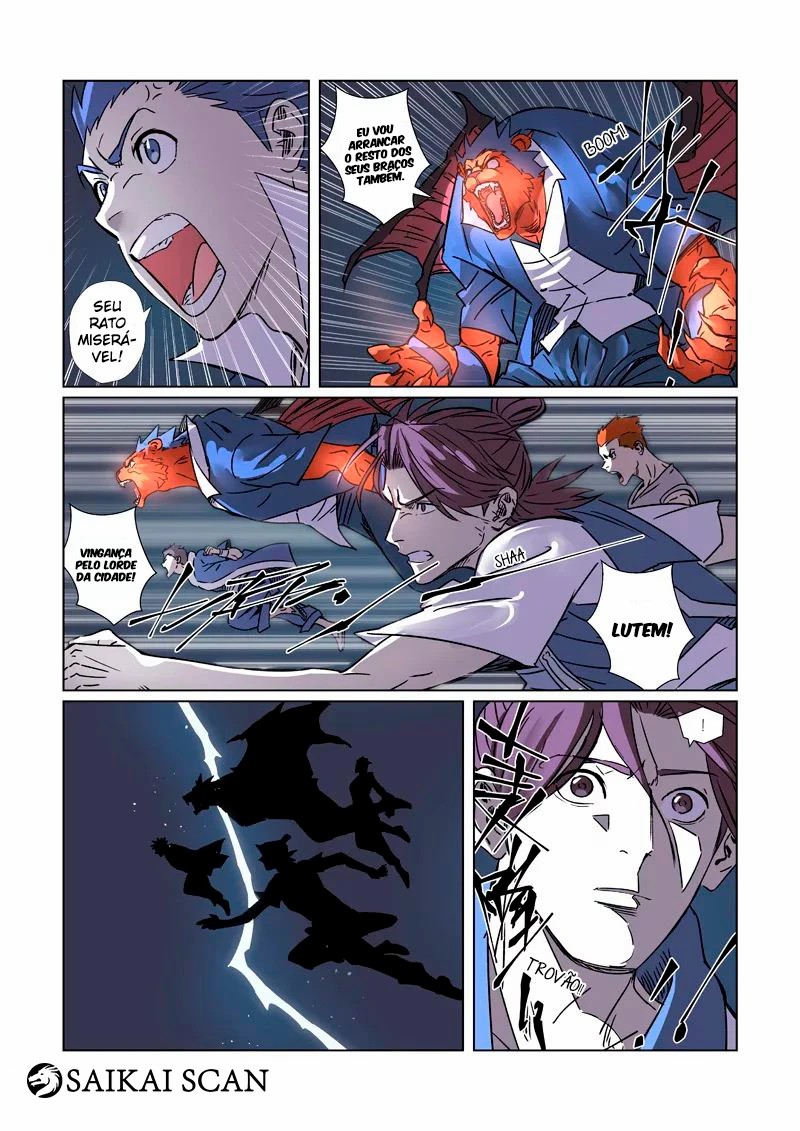 SEU
RATO
MISERÁ-
VEL!
EU VOU
ARRANCAR
O RESTO DOS
SEUS BRAÇOS
TAMBÉM.
BOOM!
VINGANÇA
PELO LORDE
DA CIDADE!
SHAA
LUTEM!
!
TROVÃO!!
SAIKAI SCAN